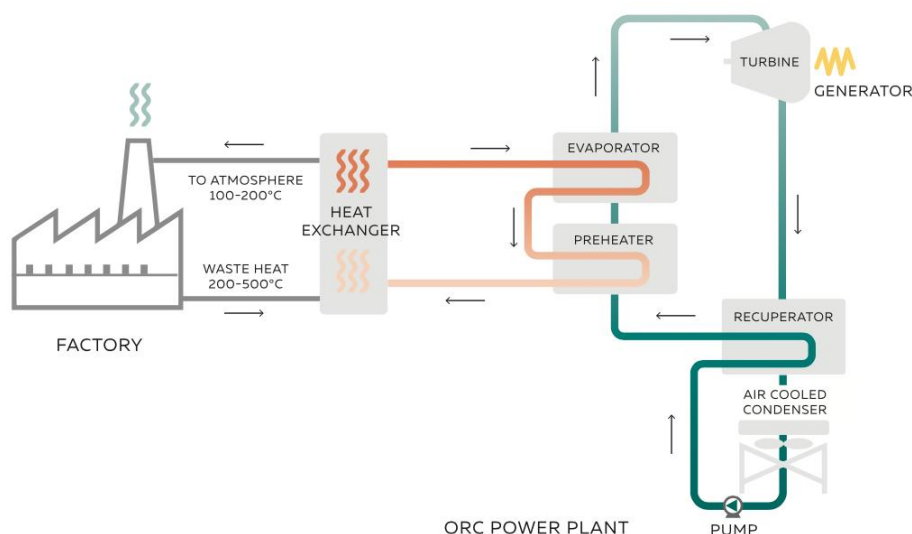 TURBINE
GENERATOR
EVAPORATOR
TO ATMOSPHERE
100-200°C
HEAT
EXCHANGER
PREHEATER
WASTE HEAT
200-500°C
RECUPERATOR
FACTORY
AIR COOLED
CONDENSER
ORC POWER PLANT
PUMP